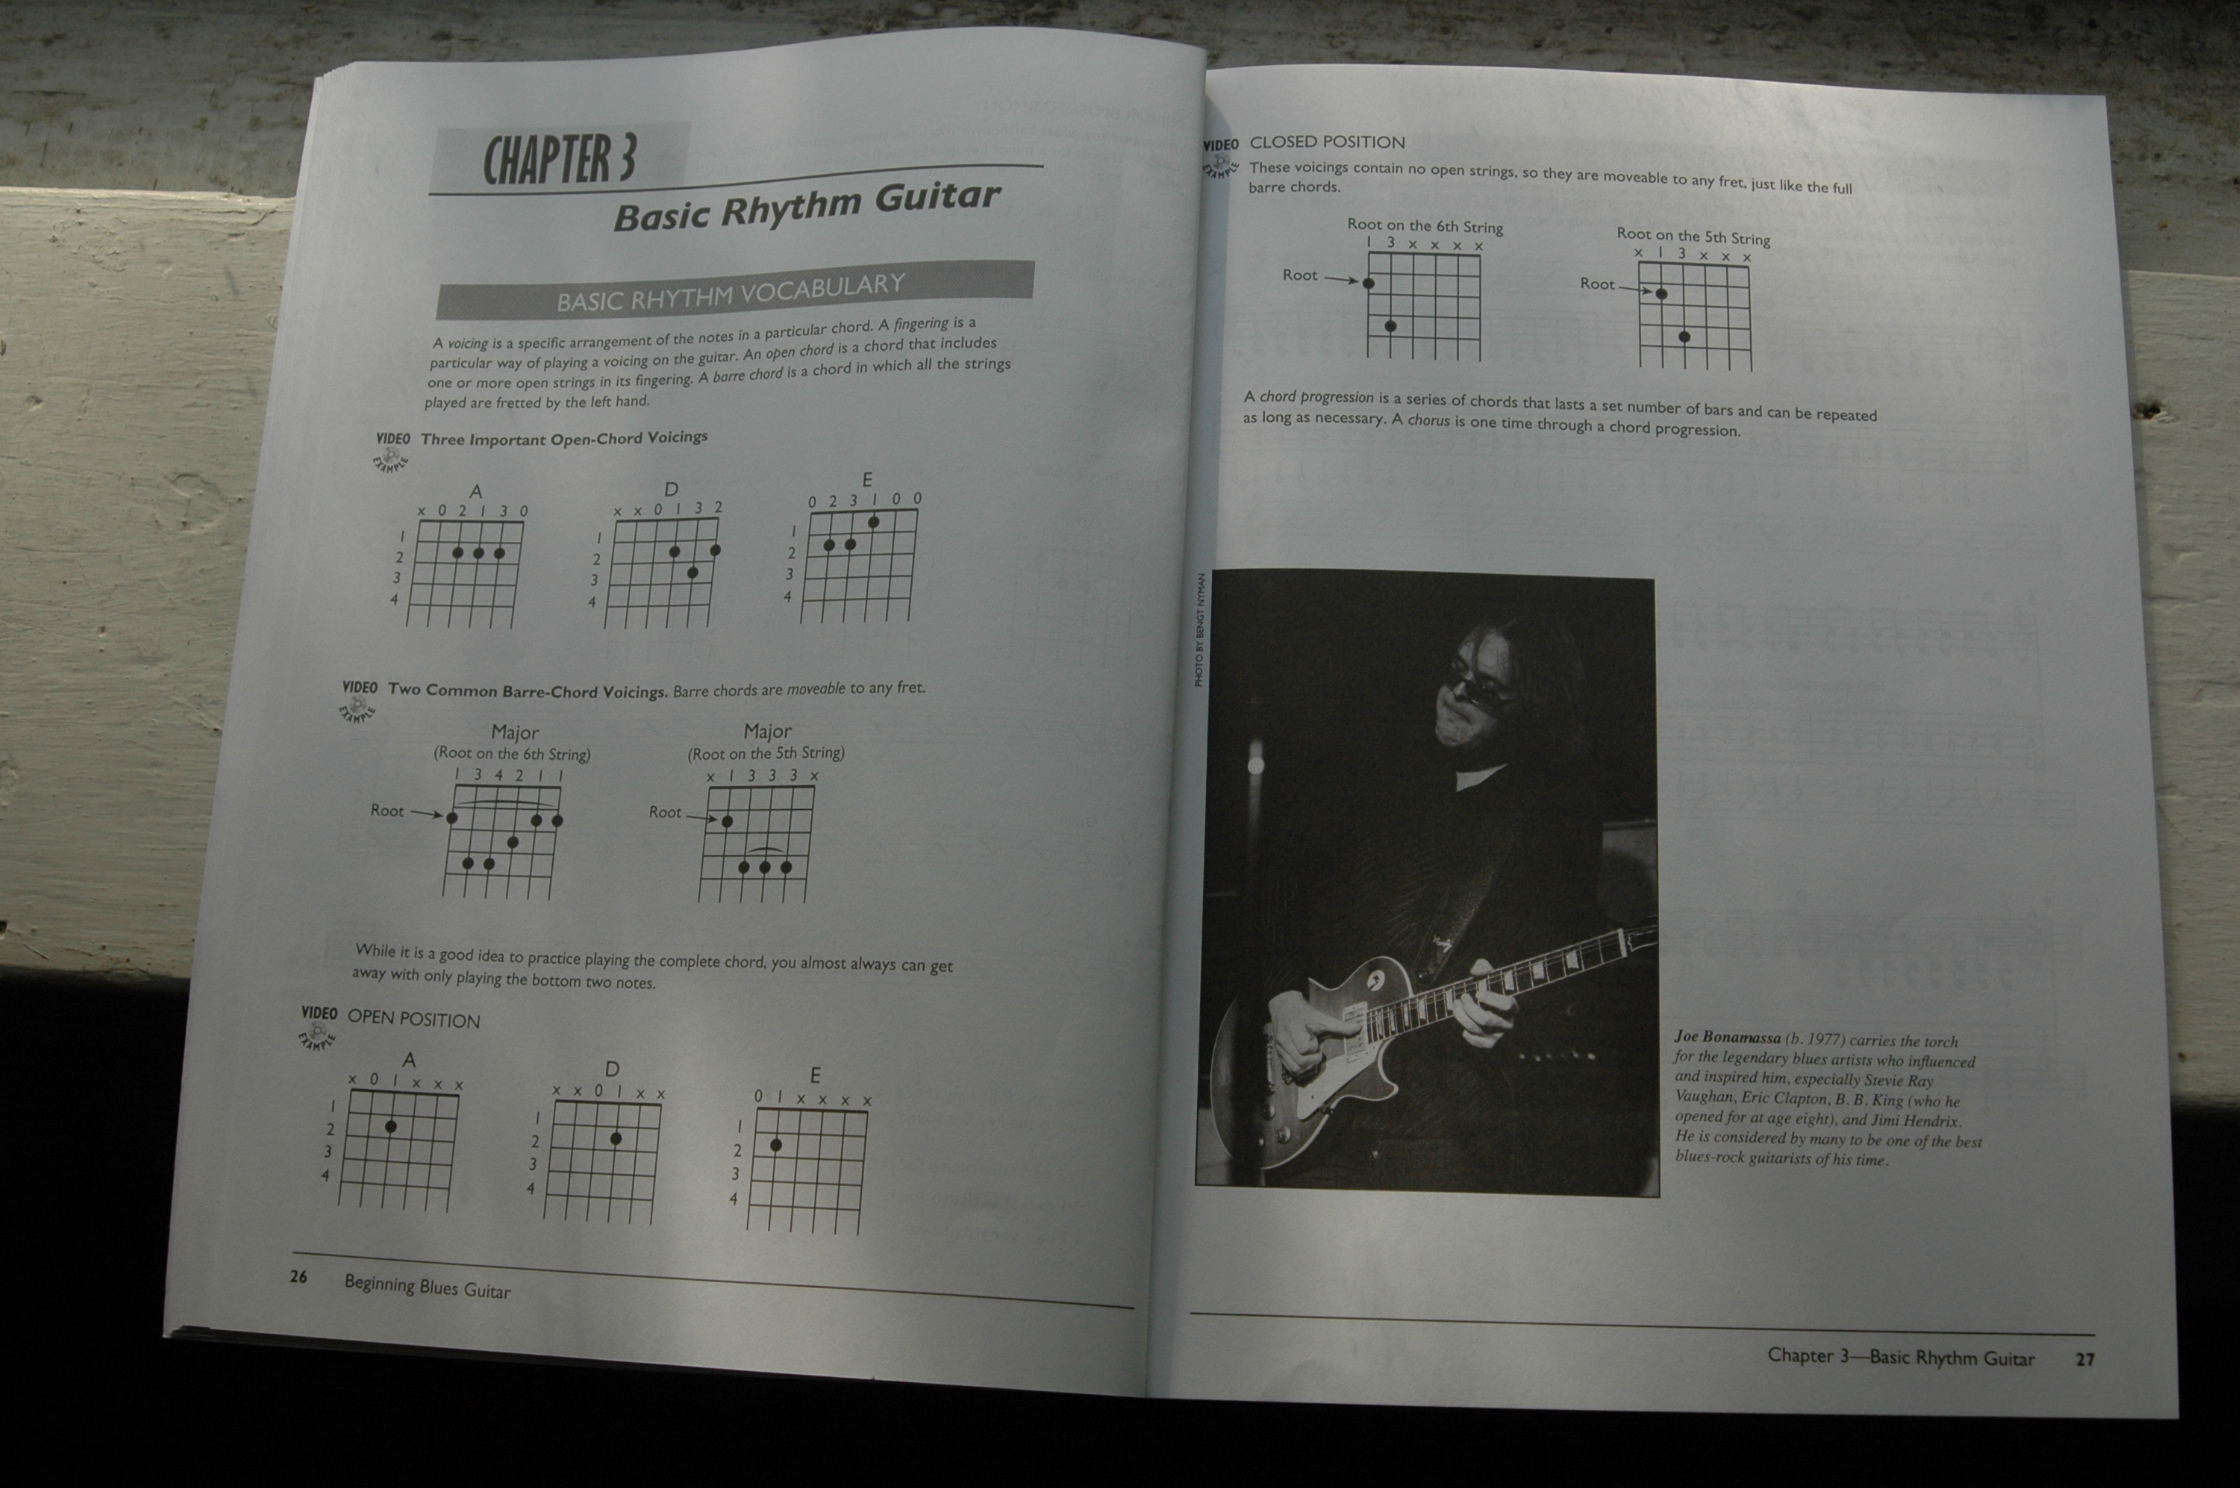 CHAPTER 3
Basic Rhythm Guitar
BASIC RHYTHM VOCABULARY
A voicing is a specific arrangement of the notes in a particular chord. A fingering is a
particular way of playing a voicing on the guitar. An open chord is a chord that includes
one or more open strings in its fingering. A barre chord is a chord in which all the strings
played are fretted by the left hand.
VIDEO Three Important Open-Chord Voicings
EXAMPLE
A
x 0 2 1 3 0
1
2
3
4
D
x x 0 1 3 2
1
2
3
4
E
0 2 3 1 0 0
1
2
3
4
VIDEO Two Common Barre-Chord Voicings. Barre chords are moveable to any fret.
EXAMPLE
Major
(Root on the 6th String)
1 3 4 2 1 1
Root
Major
(Root on the 5th String)
x 1 3 3 3 x
Root
While it is a good idea to practice playing the complete chord, you almost always can get
away with only playing the bottom two notes.
VIDEO OPEN POSITION
EXAMPLE
A
x 0 1 x x x
1
2
3
4
D
x x 0 1 x x
1
2
3
4
E
0 1 x x x x
1
2
3
4
26 Beginning Blues Guitar
VIDEO CLOSED POSITION
EXAMPLE
These voicings contain no open strings, so they are moveable to any fret, just like the full
barre chords.
Root on the 6th String
1 3 x x x x
Root
Root on the 5th String
x 1 3 x x x
Root
A chord progression is a series of chords that lasts a set number of bars and can be repeated
as long as necessary. A chorus is one time through a chord progression.
PHOTO BY BENGT NYMAN
Joe Bonamassa (b. 1977) carries the torch
for the legendary blues artists who influenced
and inspired him, especially Stevie Ray
Vaughan, Eric Clapton, B. B. King (who he
opened for at age eight), and Jimi Hendrix.
He is considered by many to be one of the best
blues-rock guitarists of his time.
Chapter 3—Basic Rhythm Guitar 27